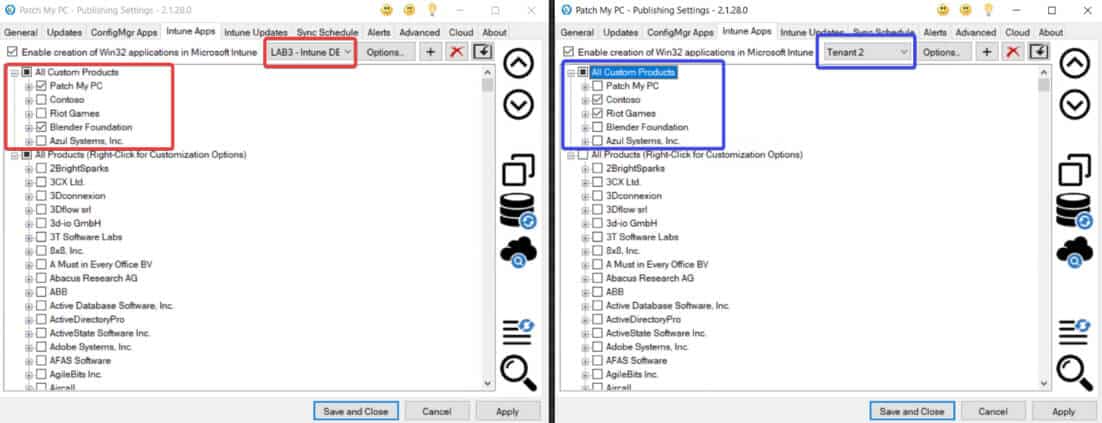 Patch My PC - Publishing Settings - 2.1.28.0
General Updates ConfigMgr Apps Intune Apps Intune Updates Sync Schedule Alerts Advanced Cloud About
Enable creation of Win32 applications in Microsoft Intune LAB3 - Intune DE Options..
All Custom Products
Patch My PC
Contoso
Riot Games
Blender Foundation
Azul Systems, Inc.
All Products (Right-Click for Customization Options)
2BrightSparks
3CX Ltd.
3Dconnexion
3Dflow srl
3d-io GmbH
3T Software Labs
8x8, Inc.
A Must in Every Office BV
Abacus Research AG
ABB
Active Database Software, Inc.
ActiveDirectoryPro
ActiveState Software Inc.
Adobe Systems, Inc.
AFAS Software
AgileBits Inc.
Aircall
Save and Close Cancel Apply
Patch My PC - Publishing Settings - 2.1.28.0
General Updates ConfigMgr Apps Intune Apps Intune Updates Sync Schedule Alerts Advanced Cloud About
Enable creation of Win32 applications in Microsoft Intune Tenant 2 Options..
All Custom Products
Patch My PC
Contoso
Riot Games
Blender Foundation
Azul Systems, Inc.
All Products (Right-Click for Customization Options)
2BrightSparks
3CX Ltd.
3Dconnexion
3Dflow srl
3d-io GmbH
3T Software Labs
8x8, Inc.
A Must in Every Office BV
Abacus Research AG
ABB
Active Database Software, Inc.
ActiveDirectoryPro
ActiveState Software Inc.
Adobe Systems, Inc.
AFAS Software
AgileBits Inc.
Aircall
Save and Close Cancel Apply